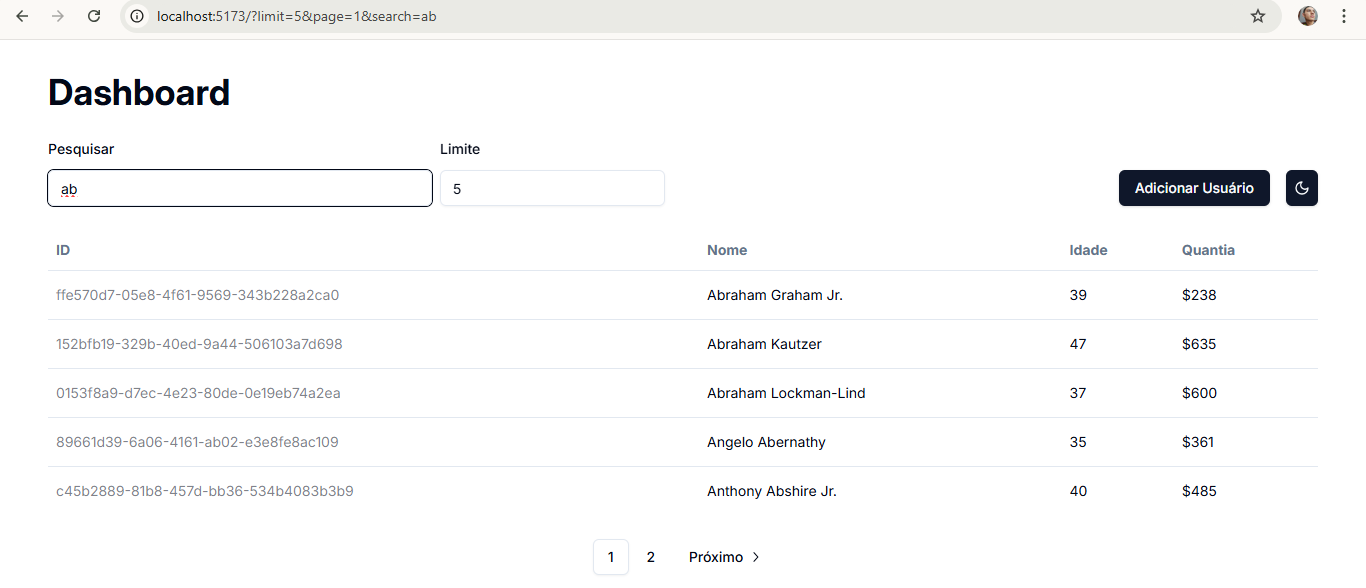 localhost:5173/?limit=5&page=1&search=ab
Dashboard
Pesquisar Limite
ab 5 Adicionar Usuário
ID Nome Idade Quantia
ffe570d7-05e8-4f61-9569-343b228a2ca0 Abraham Graham Jr. 39 $238
152bfb19-329b-40ed-9a44-506103a7d698 Abraham Kautzer 47 $635
0153f8a9-d7ec-4e23-80de-0e19eb74a2ea Abraham Lockman-Lind 37 $600
89661d39-6a06-4161-ab02-e3e8fe8ac109 Angelo Abernathy 35 $361
c45b2889-81b8-457d-bb36-534b4083b3b9 Anthony Abshire Jr. 40 $485
1 2 Próximo